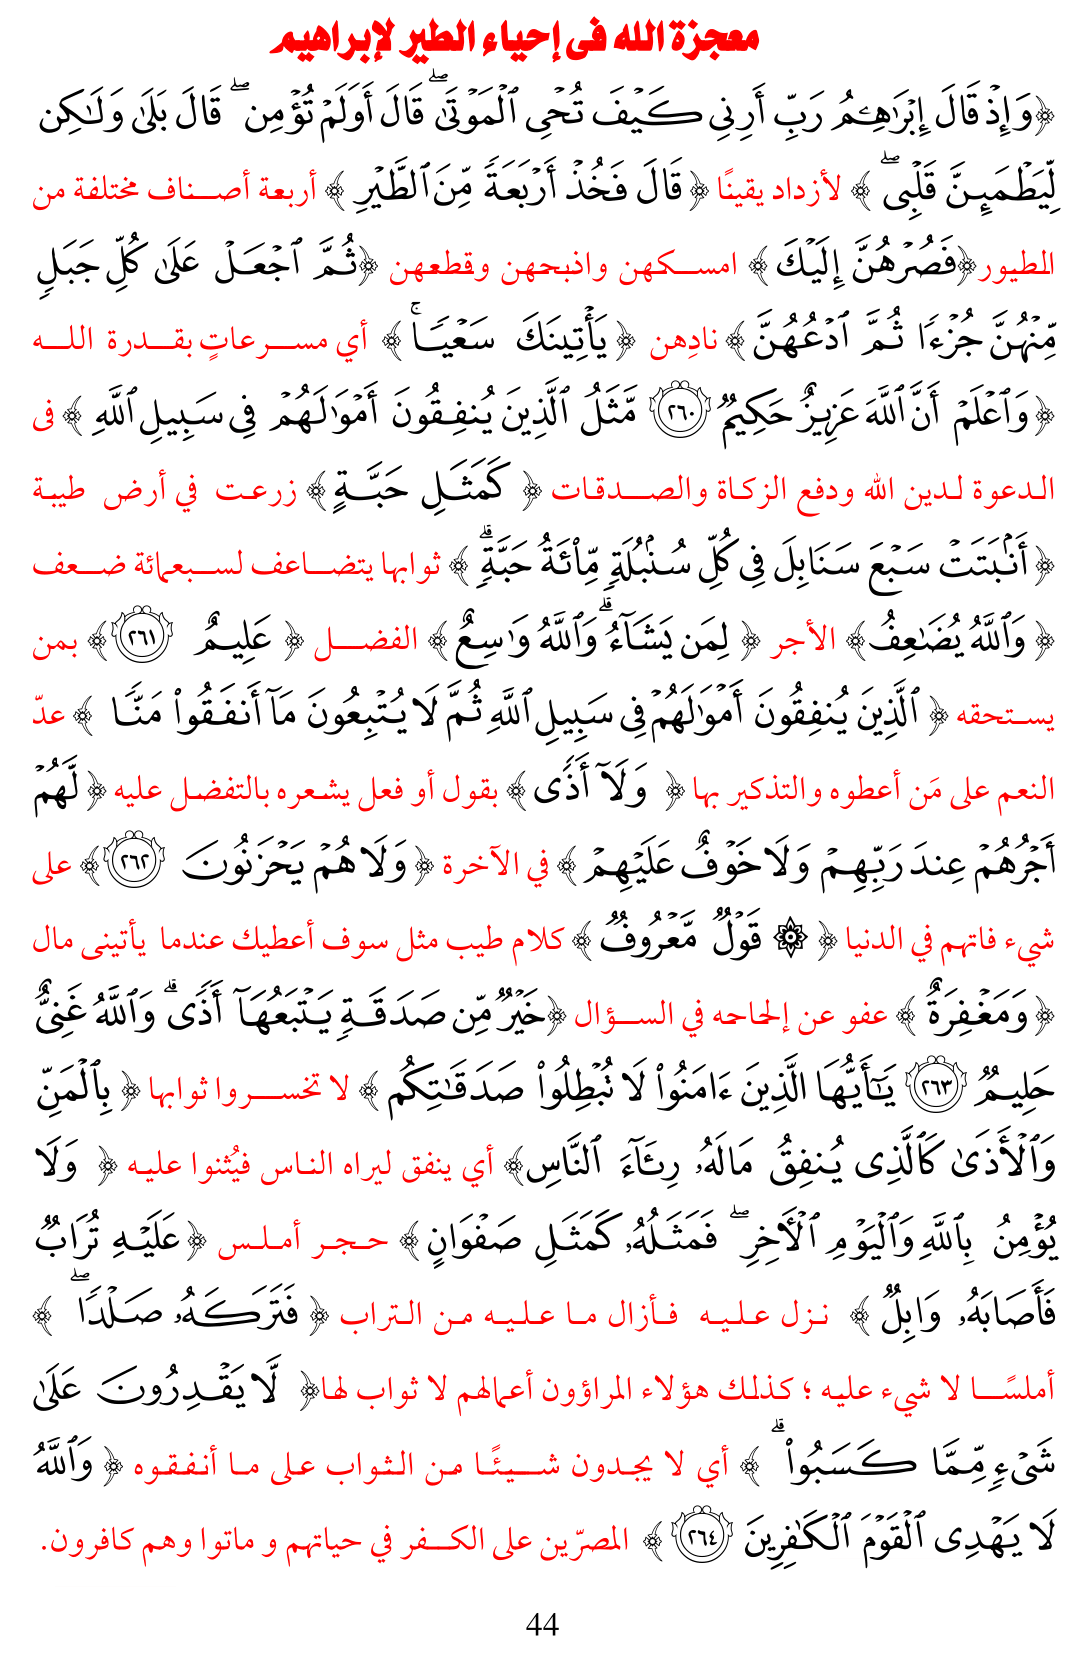 معجزة الله فى إحياء الطير لإبراهيم
﴿وَإِذْ قَالَ إِبْرَٰهِـۧمُ رَبِّ أَرِنِى كَيْفَ تُحْىِ ٱلْمَوْتَىٰ ۖ قَالَ أَوَلَمْ تُؤْمِن ۖ قَالَ بَلَىٰ وَلَـٰكِن
لِّيَطْمَئِنَّ قَلْبِى ۖ ﴾ لأزداد يقينًا ﴿ قَالَ فَخُذْ أَرْبَعَةً مِّنَ ٱلطَّيْرِ ﴾ أربعة أصناف مختلفة من
الطيور﴿فَصُرْهُنَّ إِلَيْكَ﴾ امسكهن واذبحهن وقطعهن ﴿ثُمَّ ٱجْعَلْ عَلَىٰ كُلِّ جَبَلٍ
مِّنْهُنَّ جُزْءًا ثُمَّ ٱدْعُهُنَّ﴾ نادِهن ﴿ يَأْتِينَكَ سَعْيًا ۚ ﴾ أي مسرعاتٍ بقدرة الله
﴿ وَٱعْلَمْ أَنَّ ٱللَّهَ عَزِيزٌ حَكِيمٌ ٢٦٠ مَّثَلُ ٱلَّذِينَ يُنفِقُونَ أَمْوَٰلَهُمْ فِى سَبِيلِ ٱللَّهِ ﴾ فى
الدعوة لدين الله ودفع الزكاة والصدقات ﴿ كَمَثَلِ حَبَّةٍ﴾ زرعت في أرض طيبة
﴿ أَنۢبَتَتْ سَبْعَ سَنَابِلَ فِى كُلِّ سُنۢبُلَةٍ مِّا۟ئَةُ حَبَّةٍ ۗ ﴾ ثوابها يتضاعف لسبعمائة ضعف
﴿ وَٱللَّهُ يُضَـٰعِفُ﴾ الأجر ﴿ لِمَن يَشَآءُ ۗ وَٱللَّهُ وَٰسِعٌ﴾ الفضل ﴿ عَلِيمٌ ٢٦١﴾ بمن
يستحقه ﴿ ٱلَّذِينَ يُنفِقُونَ أَمْوَٰلَهُمْ فِى سَبِيلِ ٱللَّهِ ثُمَّ لَا يُتْبِعُونَ مَآ أَنفَقُوا۟ مَنًّا ﴾ عدّ
النعم على مَن أعطوه والتذكير بها ﴿ وَلَآ أَذًى﴾ بقول أو فعل يشعره بالتفضل عليه ﴿ لَّهُمْ
أَجْرُهُمْ عِندَ رَبِّهِمْ وَلَا خَوْفٌ عَلَيْهِمْ ﴾ في الآخرة ﴿ وَلَا هُمْ يَحْزَنُونَ ٢٦٢﴾ على
شيء فاتهم في الدنيا ﴿ ۞ قَوْلٌ مَّعْرُوفٌ ﴾ كلام طيب مثل سوف أعطيك عندما يأتينى مال
﴿ وَمَغْفِرَةٌ ﴾ عفو عن إلحاحه في السؤال ﴿خَيْرٌ مِّن صَدَقَةٍ يَتْبَعُهَآ أَذًى ۗ وَٱللَّهُ غَنِىٌّ
حَلِيمٌ ٢٦٣ يَـٰٓأَيُّهَا ٱلَّذِينَ ءَامَنُوا۟ لَا تُبْطِلُوا۟ صَدَقَـٰتِكُم ﴾ لا تخسروا ثوابها ﴿ بِٱلْمَنِّ
وَٱلْأَذَىٰ كَٱلَّذِى يُنفِقُ مَالَهُۥ رِئَآءَ ٱلنَّاسِ﴾ أي ينفق ليراه الناس فيُثنوا عليه ﴿ وَلَا
يُؤْمِنُ بِٱللَّهِ وَٱلْيَوْمِ ٱلْـَٔاخِرِ ۖ فَمَثَلُهُۥ كَمَثَلِ صَفْوَانٍ﴾ حجر أملس ﴿ عَلَيْهِ تُرَابٌ
فَأَصَابَهُۥ وَابِلٌ ﴾ نزل عليه فأزال ما عليه من التراب ﴿ فَتَرَكَهُۥ صَلْدًا ۖ ﴾
أملسًا لا شيء عليه ؛ كذلك هؤلاء المراؤون أعمالهم لا ثواب لها﴿ لَّا يَقْدِرُونَ عَلَىٰ
شَىْءٍ مِّمَّا كَسَبُوا۟ ۗ ﴾ أي لا يجدون شيئًا من الثواب على ما أنفقوه ﴿ وَٱللَّهُ
لَا يَهْدِى ٱلْقَوْمَ ٱلْكَـٰفِرِينَ ٢٦٤ ﴾ المصرّين على الكفر في حياتهم و ماتوا وهم كافرون.
44